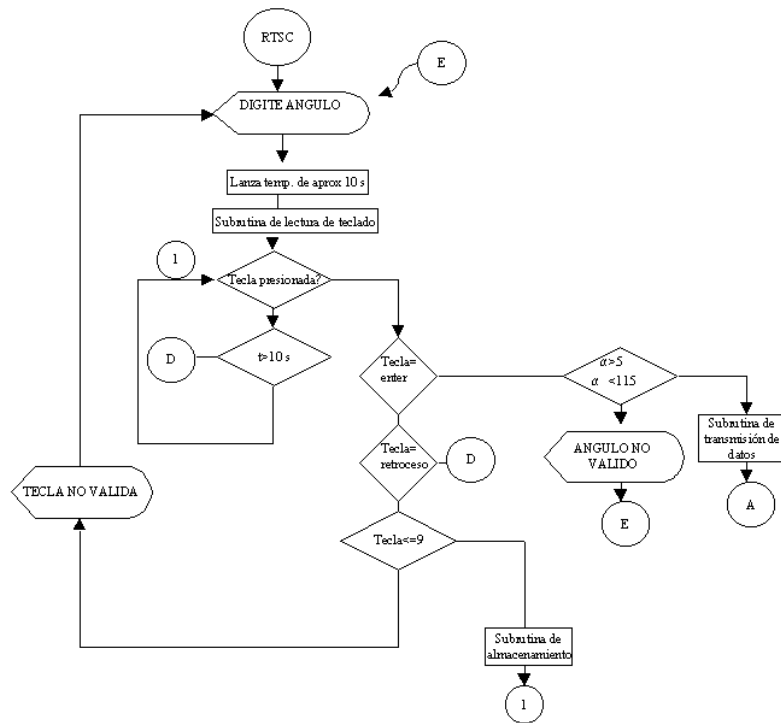 RTSC
E
DIGITE ANGULO
Lanza temp. de aprox 10 s
Subrutina de lectura de teclado
1
Tecla presionada?
D
t>10 s
Tecla=
enter
α>5
α <115
Subrutina de
transmisión de
datos
Tecla=
retroceso
D
ANGULO NO
VALIDO
TECLA NO VALIDA
A
E
Tecla<=9
Subrutina de
almacenamiento
1